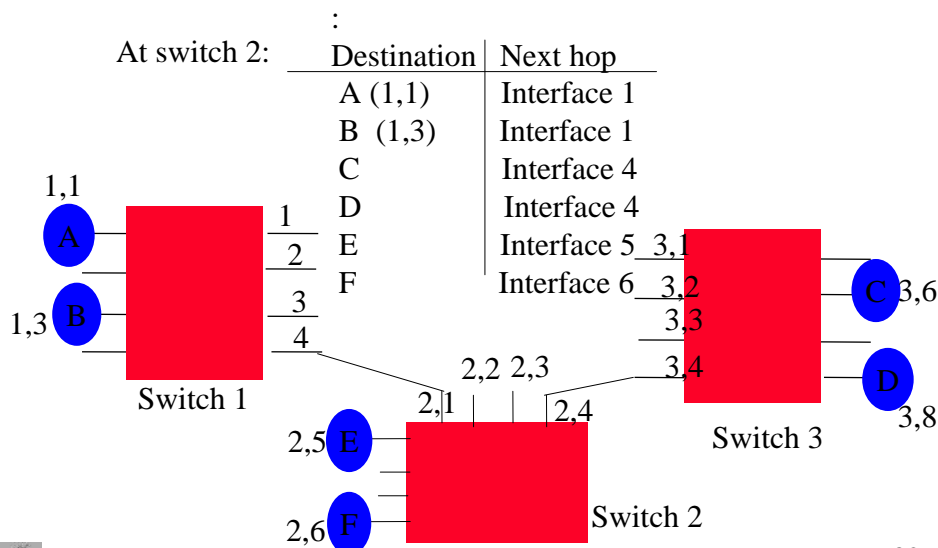 :
At switch 2:
Destination Next hop
A (1,1) Interface 1
B (1,3) Interface 1
C Interface 4
D Interface 4
E Interface 5
F Interface 6
1,1
A
B
1,3
1
2
3
4
Switch 1
3,1
3,2
3,3
3,4
C 3,6
D
3,8
Switch 3
2,1
2,2 2,3
2,4
2,5 E
2,6 F
Switch 2